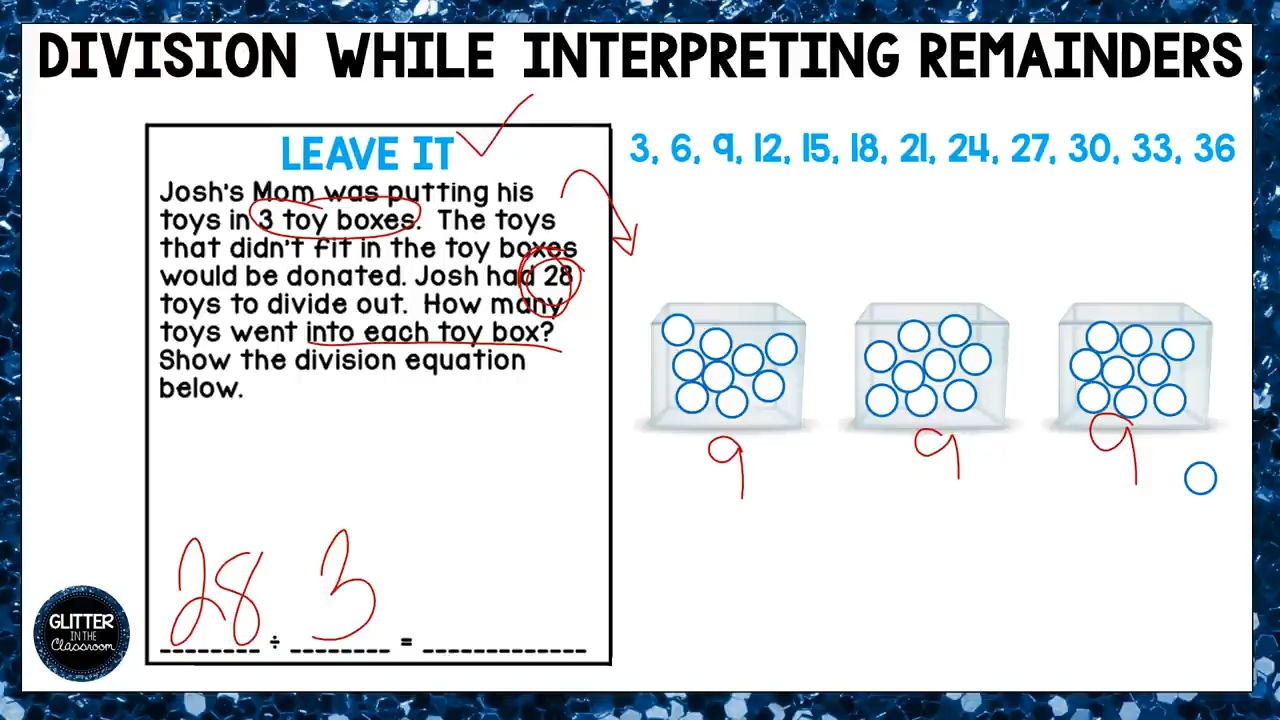 DIVISION WHILE INTERPRETING REMAINDERS
LEAVE IT
Josh's Mom was putting his
toys in 3 toy boxes. The toys
that didn't fit in the toy boxes
would be donated. Josh had 28
toys to divide out. How many
toys went into each toy box?
Show the division equation
below.
28 ÷ 3 =
3, 6, 9, 12, 15, 18, 21, 24, 27, 30, 33, 36
9 9 9
GLITTER
IN THE
Classroom